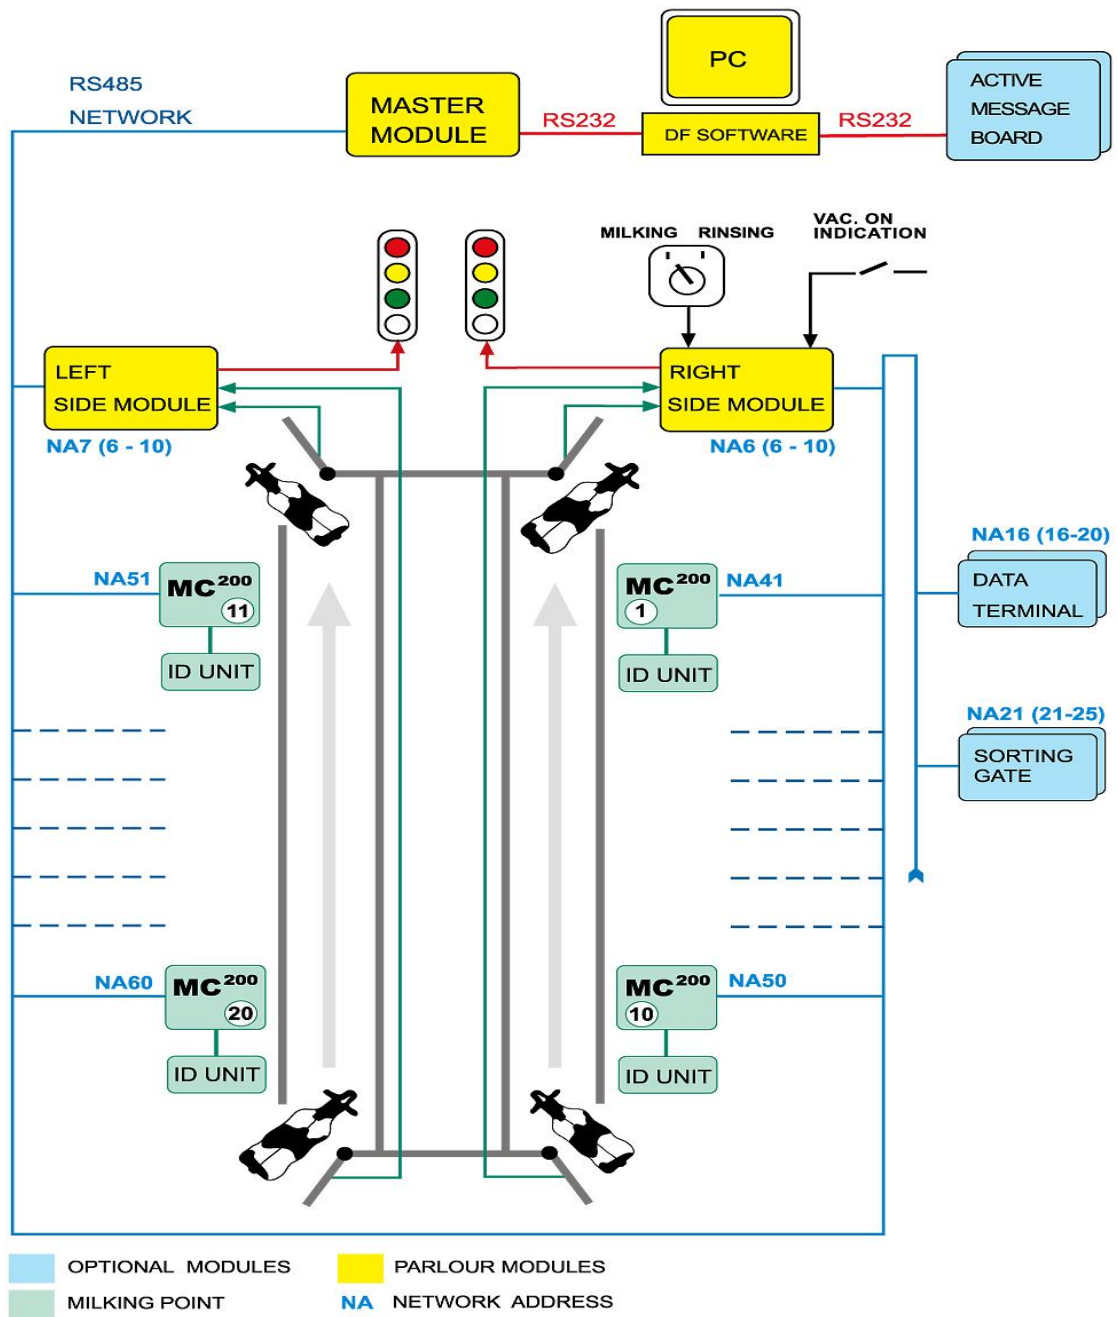 PC
RS485
NETWORK
MASTER
MODULE
RS232
DF SOFTWARE
RS232
ACTIVE
MESSAGE
BOARD
MILKING RINSING
VAC. ON
INDICATION
LEFT
SIDE MODULE
NA7 (6 - 10)
RIGHT
SIDE MODULE
NA6 (6 - 10)
NA51
MC200
11
ID UNIT
MC200
1
NA41
ID UNIT
NA16 (16-20)
DATA
TERMINAL
NA21 (21-25)
SORTING
GATE
NA60
MC200
20
ID UNIT
MC200
10
NA50
ID UNIT
OPTIONAL MODULES
PARLOUR MODULES
MILKING POINT
NA NETWORK ADDRESS